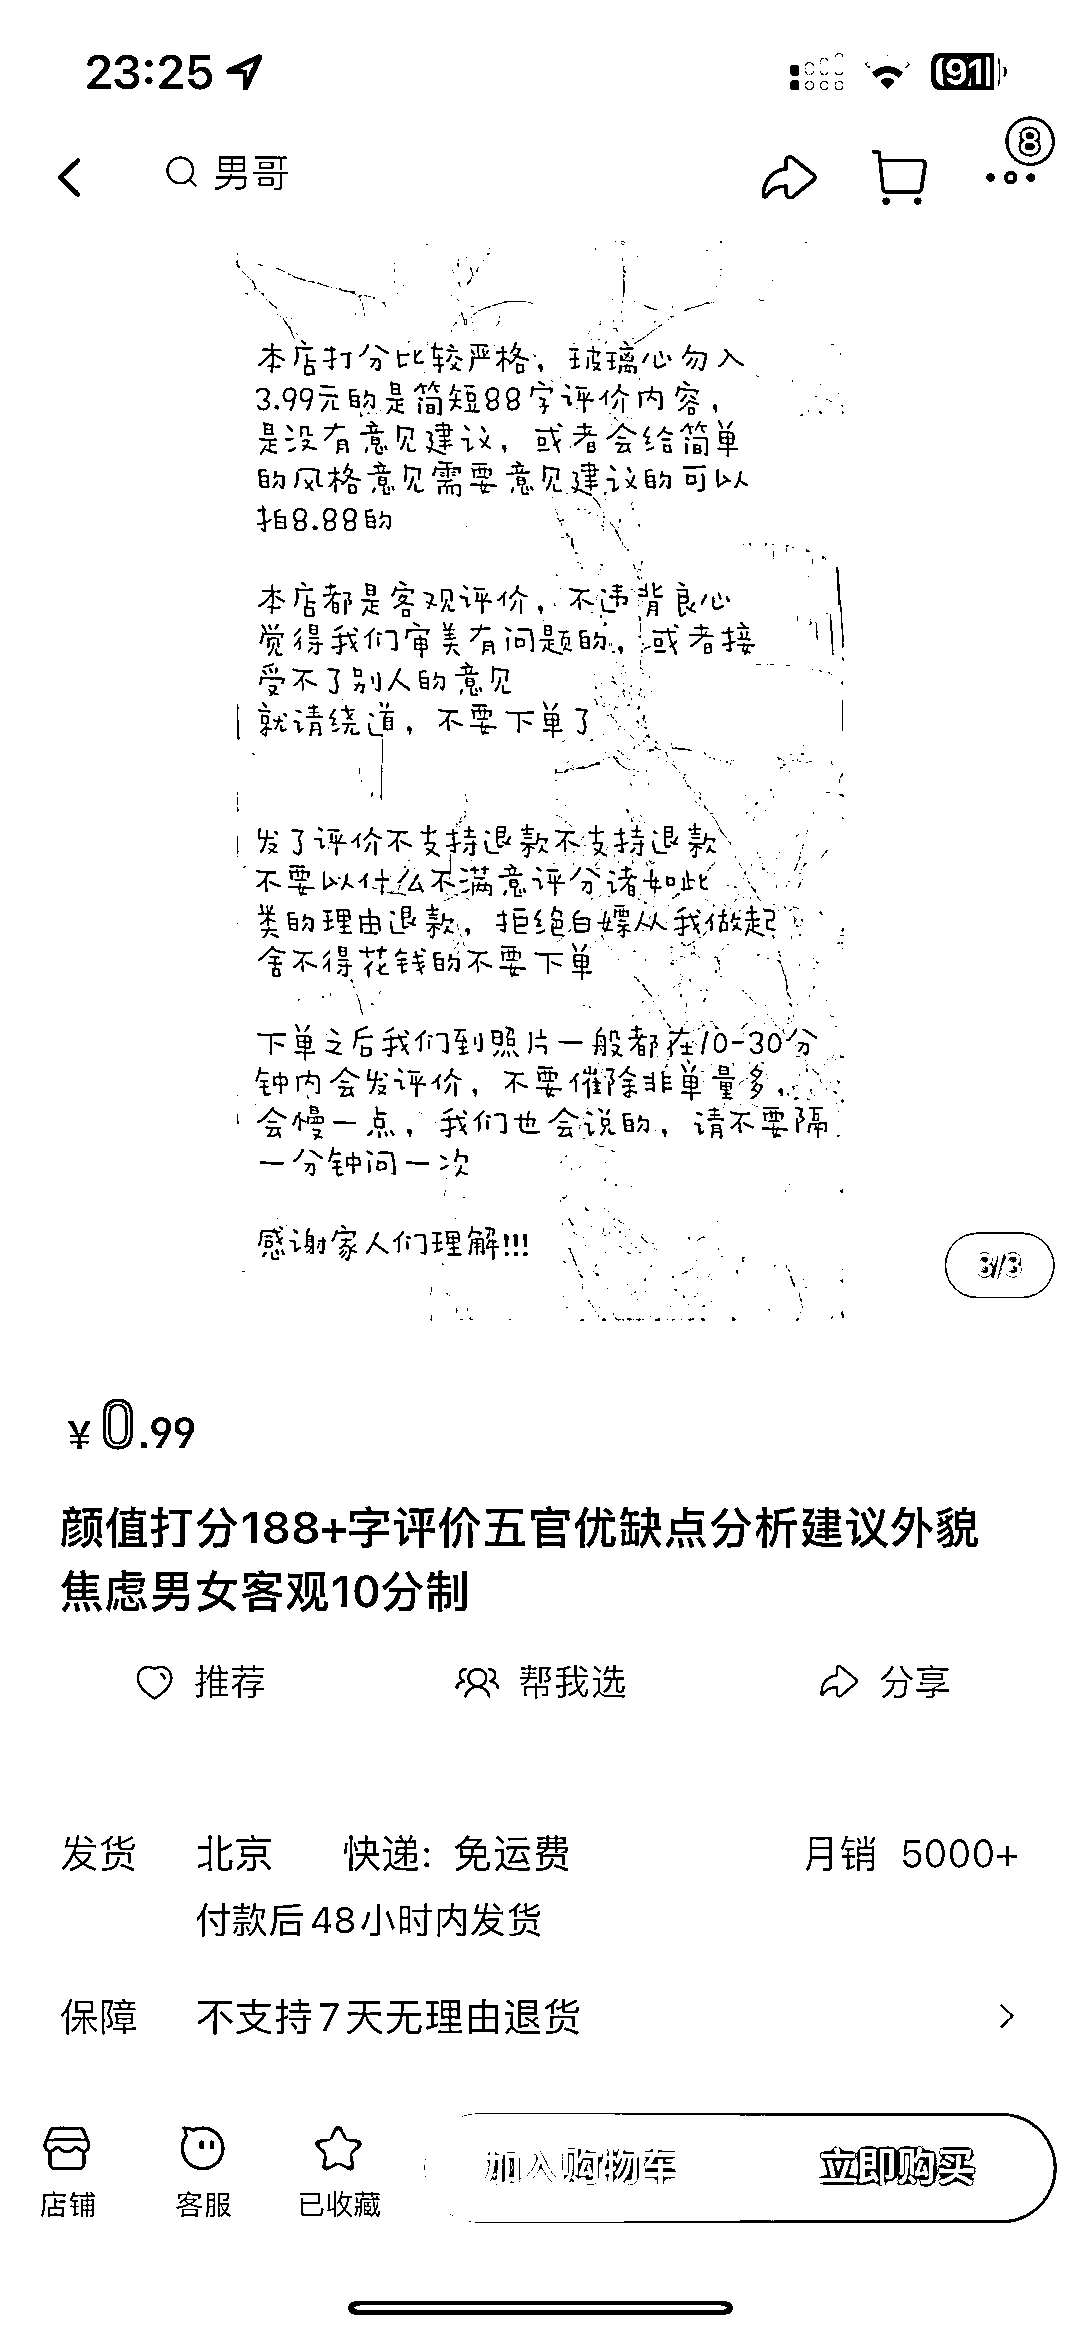 23:25
91
8
男哥
本店打分比较严格，玻璃心勿入
3.99元的是简短88字评价内容，
是没有意见建议，或者会给简单
的风格意见需要意见建议的可以
拍8.88的
本店都是客观评价，不违背良心
觉得我们审美有问题的，或者接
受不了别人的意见
就请绕道，不要下单了
发了评价不支持退款不支持退款
不要以什么不满意评分诸如此
类的理由退款，拒绝白嫖从我做起
舍不得花钱的不要下单
下单之后我们到照片一般都在10-30分
钟内会发评价，不要催除非单量多，
会慢一点，我们也会说的，请不要隔
一分钟问一次
感谢家人们理解!!!
3/3
¥0.99
颜值打分188+字评价五官优缺点分析建议外貌
焦虑男女客观10分制
推荐 帮我选 分享
发货 北京 快递: 免运费 月销 5000+
付款后48小时内发货
保障 不支持7天无理由退货
店铺 客服 已收藏 加入购物车 立即购买